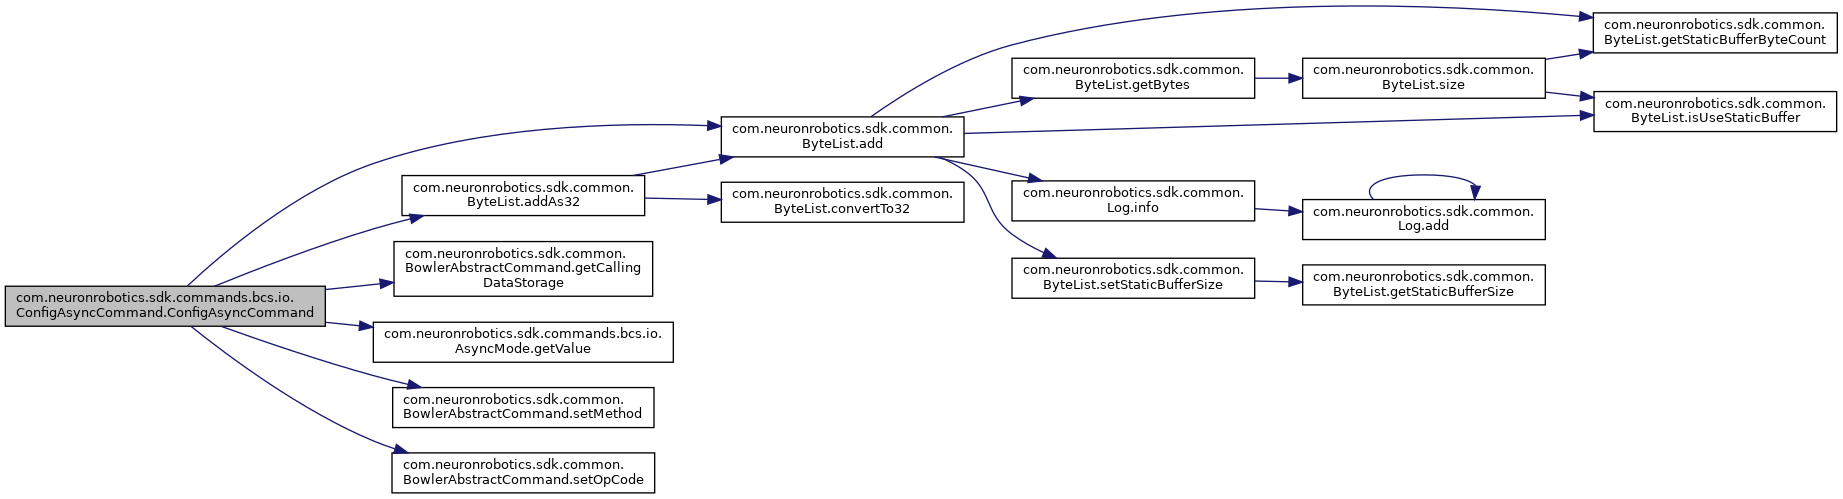 com.neuronrobotics.sdk.commands.bcs.io.
ConfigAsyncCommand.ConfigAsyncCommand
com.neuronrobotics.sdk.common.
ByteList.add
com.neuronrobotics.sdk.common.
ByteList.addAs32
com.neuronrobotics.sdk.common.
ByteList.convertTo32
com.neuronrobotics.sdk.common.
BowlerAbstractCommand.getCalling
DataStorage
com.neuronrobotics.sdk.commands.bcs.io.
AsyncMode.getValue
com.neuronrobotics.sdk.common.
BowlerAbstractCommand.setMethod
com.neuronrobotics.sdk.common.
BowlerAbstractCommand.setOpCode
com.neuronrobotics.sdk.common.
ByteList.getBytes
com.neuronrobotics.sdk.common.
Log.info
com.neuronrobotics.sdk.common.
ByteList.setStaticBufferSize
com.neuronrobotics.sdk.common.
ByteList.size
com.neuronrobotics.sdk.common.
Log.add
com.neuronrobotics.sdk.common.
ByteList.getStaticBufferSize
com.neuronrobotics.sdk.common.
ByteList.getStaticBufferByteCount
com.neuronrobotics.sdk.common.
ByteList.isUseStaticBuffer